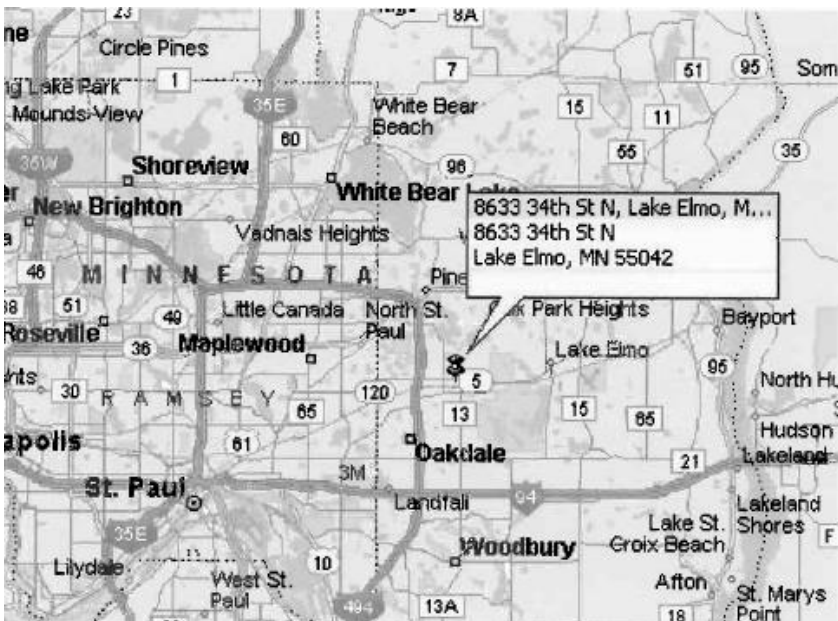 23
8A
Circle Pines
ng Lake Park
1
7
51
95
Som
Mounds-View
35E
White Bear
Beach
15
11
60
35W
96
55
35
Shoreview
White Bear Lake
New Brighton
8633 34th St N, Lake Elmo, M...
8633 34th St N
Lake Elmo, MN 55042
Vadnais Heights
46
MINNESOTA
Pine
51
49
Little Canada
North St.
Paul
Park Heights
Bayport
Roseville
36
Maplewood
Lake Elmo
95
30
RAMSEY
120
5
North Hu
65
13
15
65
Hudson
apolis
61
Oakdale
21
Lakeland
St. Paul
3M
Landfall
94
Lakeland
Shores
35E
Lake St.
Croix Beach
F
Woodbury
Lilydale
10
West St.
Paul
Afton
St. Marys
Point
494
13A
18